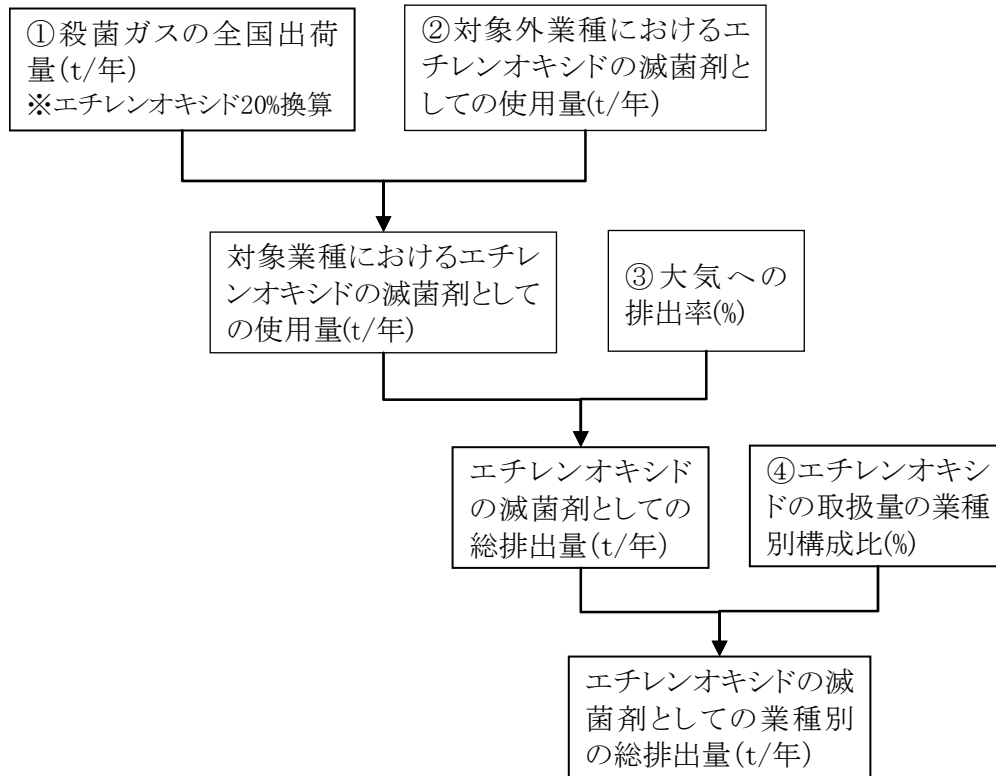 ①殺菌ガスの全国出荷
量(t/年)
※エチレンオキシド20%換算
②対象外業種におけるエ
チレンオキシドの滅菌剤と
しての使用量(t/年)
対象業種におけるエチレ
ンオキシドの滅菌剤として
の使用量(t/年)
③大気への
排出率(%)
エチレンオキシド
の滅菌剤としての
総排出量(t/年)
④エチレンオキシ
ドの取扱量の業種
別構成比(%)
エチレンオキシドの滅
菌剤としての業種別
の総排出量(t/年)